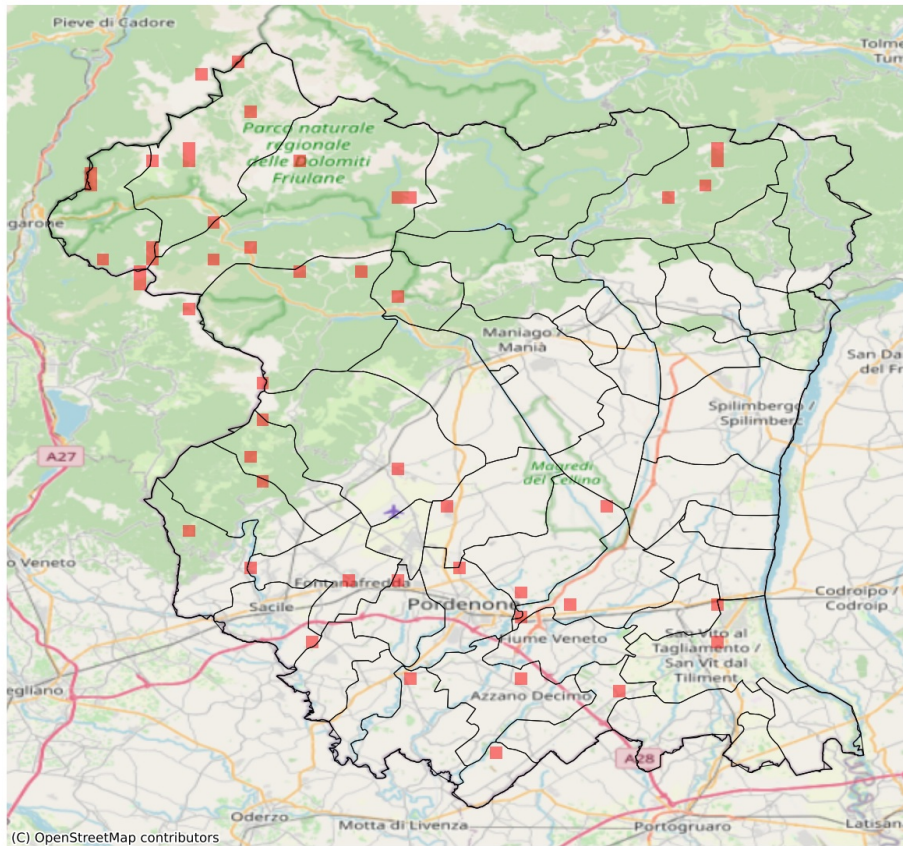 Pieve di Cadore
Tolme
Tum
Parco naturale
regionale
delle Dolomiti
Friulane
garone
Maniago /
Manià
San Da
del Fr
Spilimbergo /
Spilimberc
A27
Magredi
del Cellina
o Veneto
Fontanafredda
Sacile
Pordenone
Codroipo /
Codroip
Fiume Veneto
San Vito al
Tagliamento /
San Vît dal
Tiliment
egliano
Azzano Decimo
A28
Oderzo
Motta di Livenza
Portogruaro
Latisan
(C) OpenStreetMap contributors